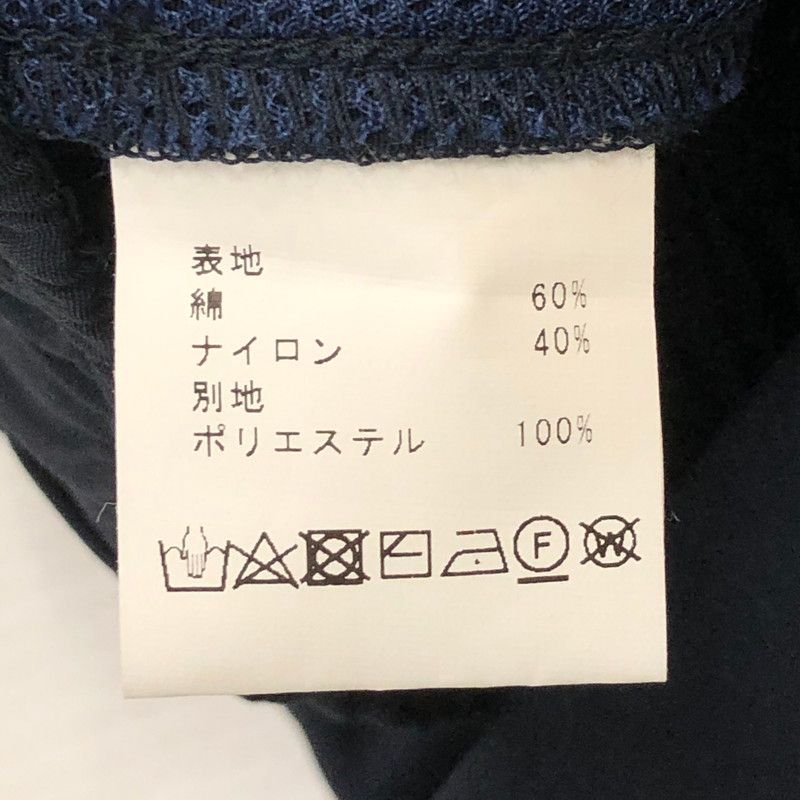 表地
綿 60%
ナイロン 40%
別地
ポリエステル 100%
F W